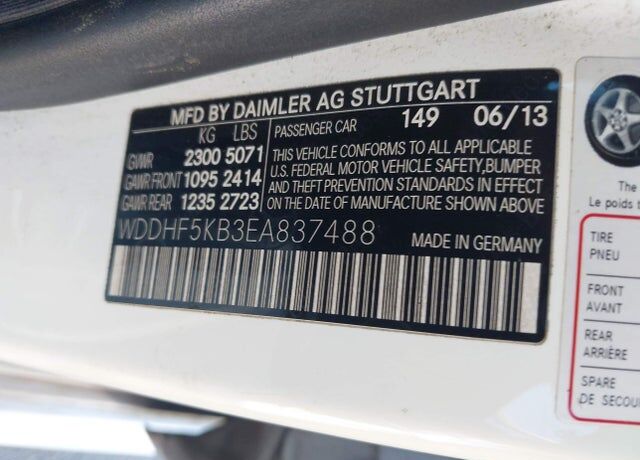 MFD BY DAIMLER AG STUTTGART
KG LBS
GVWR 2300 5071
GAWR FRONT 1095 2414
GAWR REAR 1235 2723
PASSENGER CAR 149 06/13
THIS VEHICLE CONFORMS TO ALL APPLICABLE
U.S. FEDERAL MOTOR VEHICLE SAFETY, BUMPER
AND THEFT PREVENTION STANDARDS IN EFFECT
ON THE DATE OF MANUFACTURE SHOWN ABOVE
WDDHF5KB3EA837488 MADE IN GERMANY
The
Le poids t
TIRE
PNEU
FRONT
AVANT
REAR
ARRIÈRE
SPARE
DE SECOU